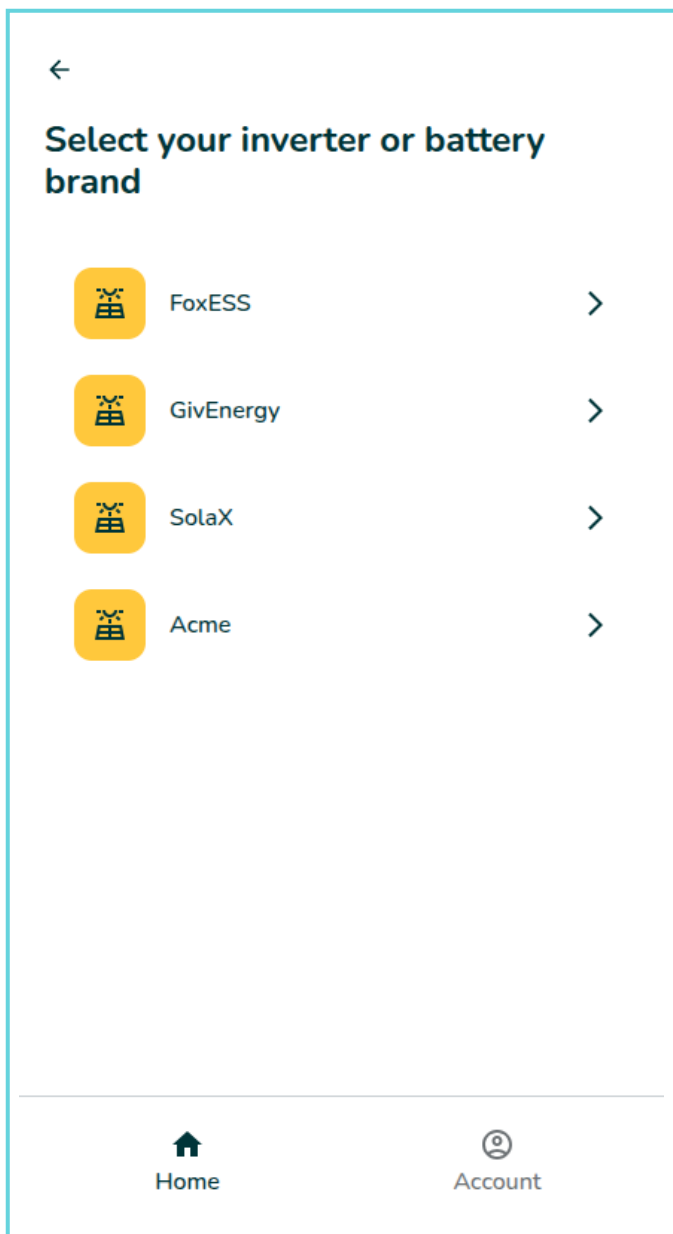 Select your inverter or battery
brand
FoxESS
GivEnergy
SolaX
Acme
Home
Account